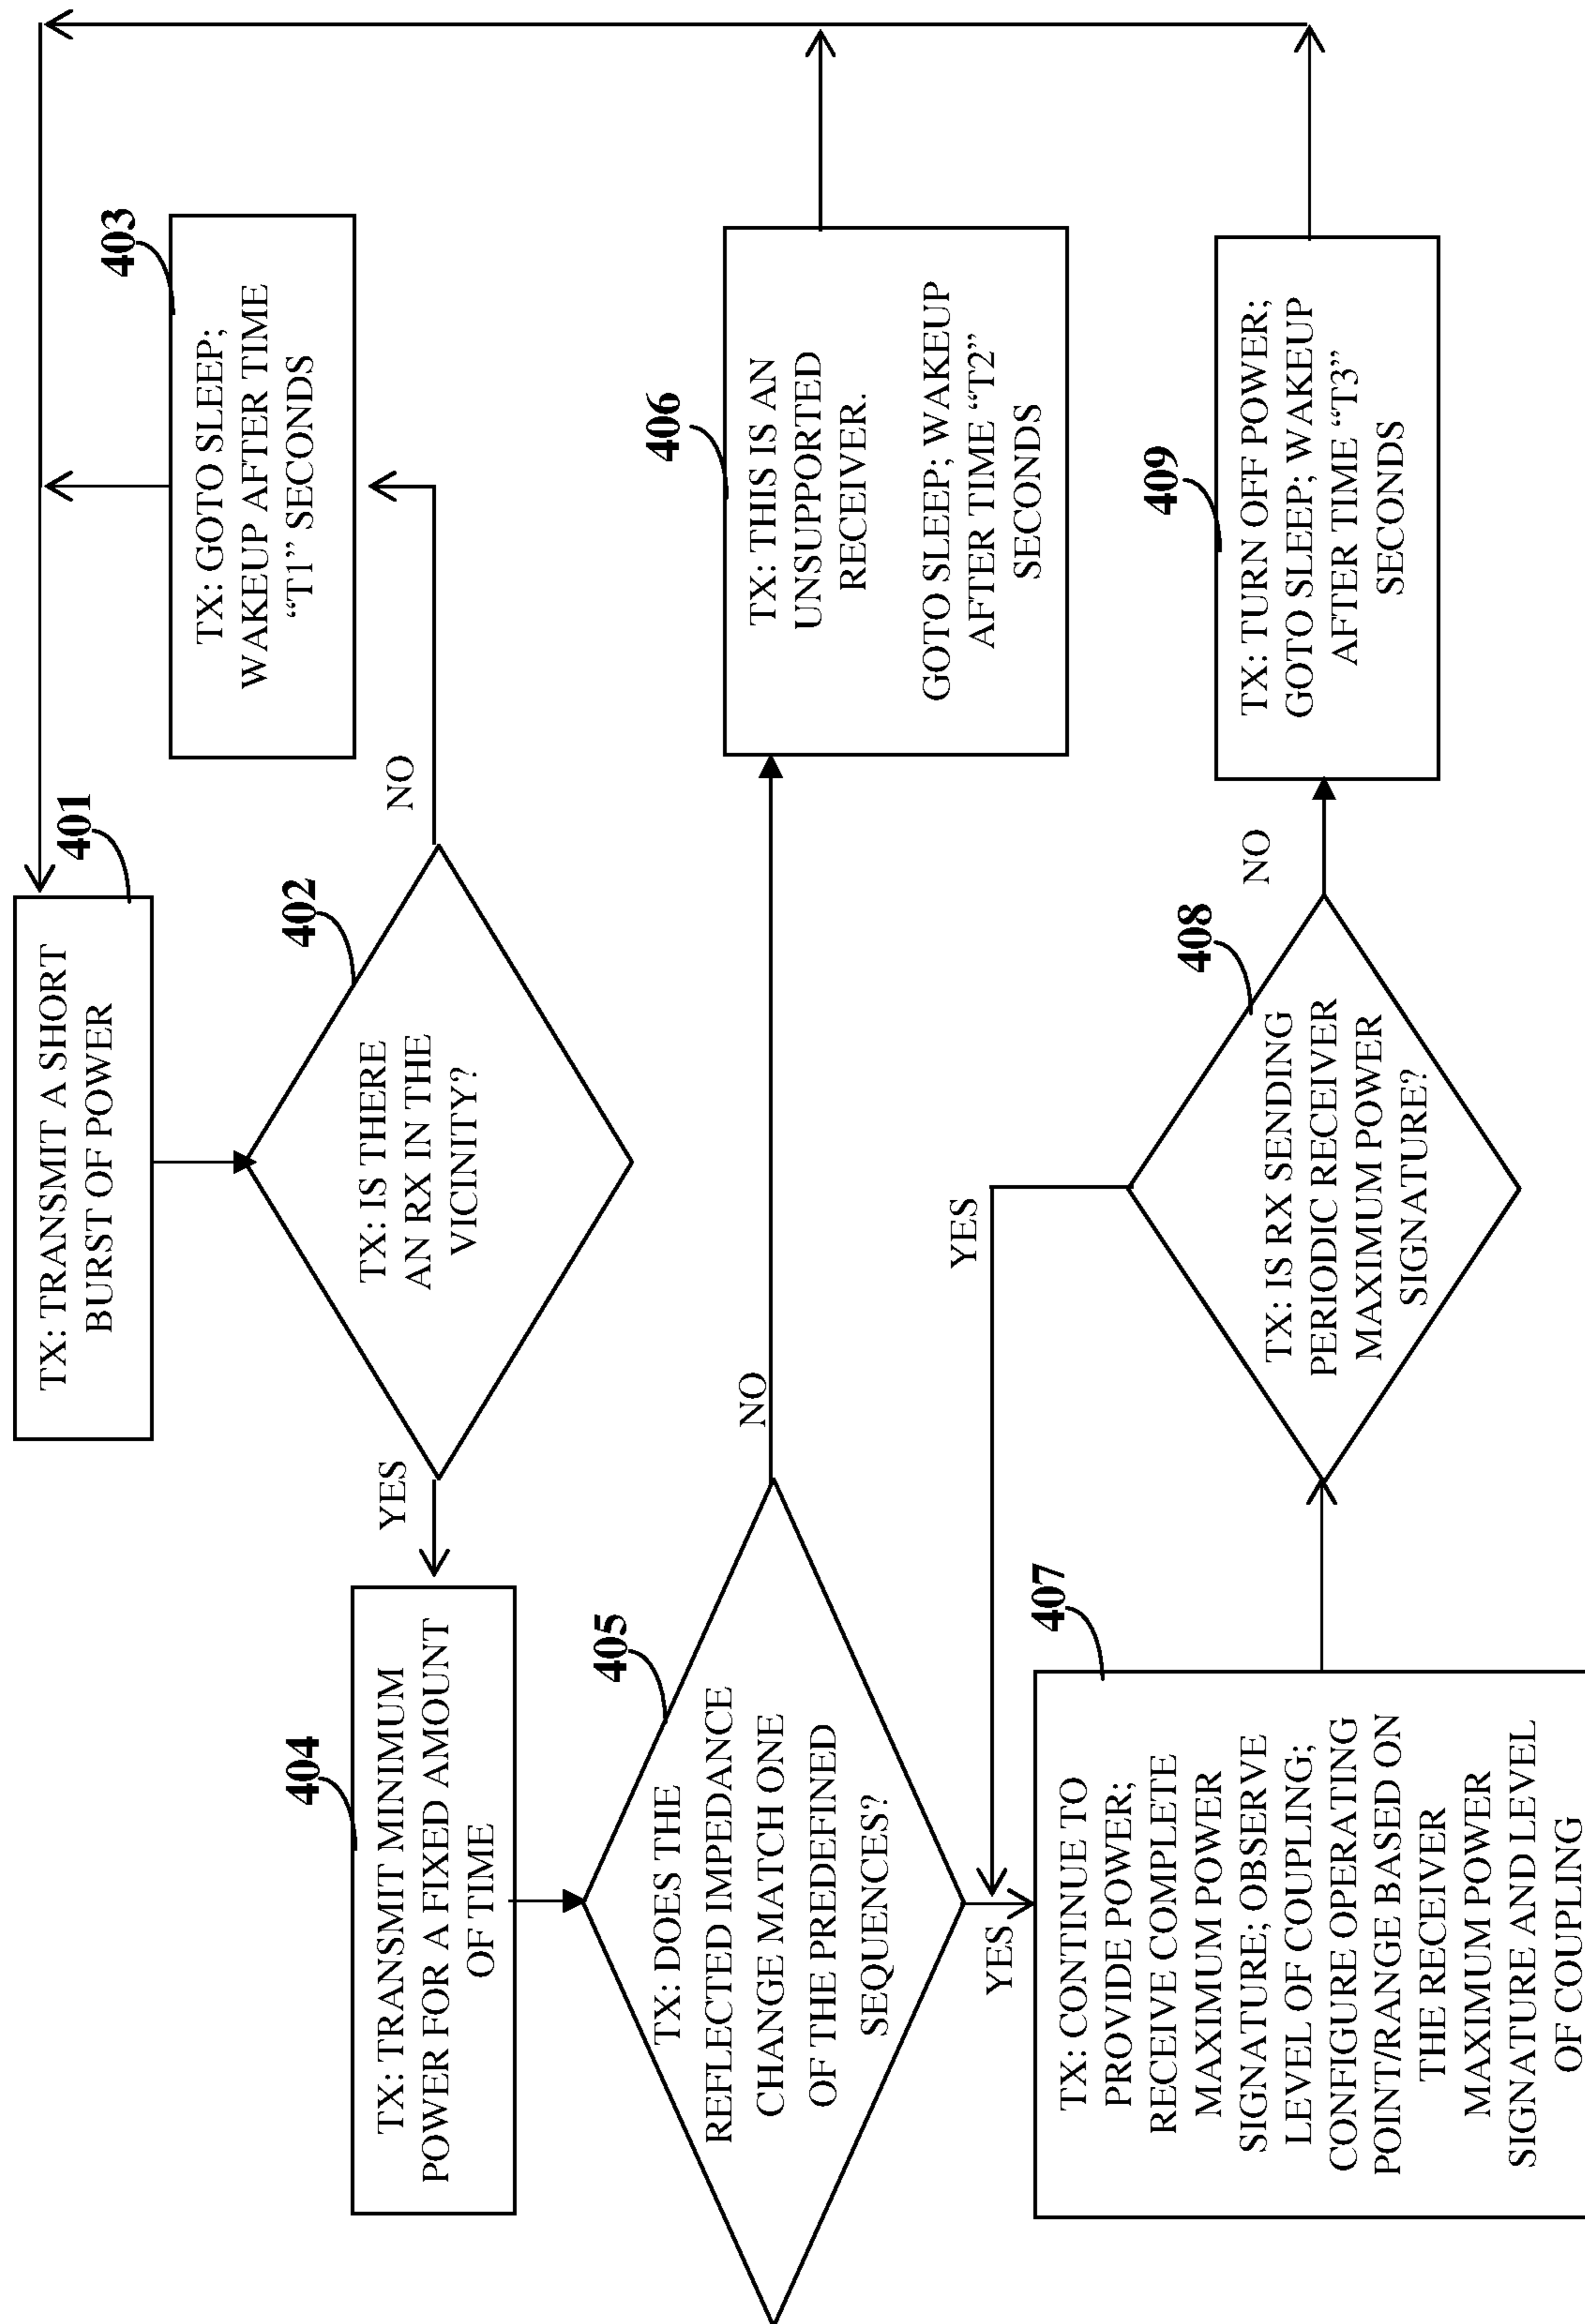 401
TX: TRANSMIT A SHORT
BURST OF POWER
402
TX: IS THERE
AN RX IN THE
VICINITY?
NO
403
TX: GOTO SLEEP;
WAKEUP AFTER TIME
“T1” SECONDS
YES
404
TX: TRANSMIT MINIMUM
POWER FOR A FIXED AMOUNT
OF TIME
405
TX: DOES THE
REFLECTED IMPEDANCE
CHANGE MATCH ONE
OF THE PREDEFINED
SEQUENCES?
NO
406
TX: THIS IS AN
UNSUPPORTED
RECEIVER.
GOTO SLEEP; WAKEUP
AFTER TIME “T2”
SECONDS
YES
407
TX: CONTINUE TO
PROVIDE POWER;
RECEIVE COMPLETE
MAXIMUM POWER
SIGNATURE; OBSERVE
LEVEL OF COUPLING;
CONFIGURE OPERATING
POINT/RANGE BASED ON
THE RECEIVER
MAXIMUM POWER
SIGNATURE AND LEVEL
OF COUPLING
YES
408
TX: IS RX SENDING
PERIODIC RECEIVER
MAXIMUM POWER
SIGNATURE?
NO
409
TX: TURN OFF POWER;
GOTO SLEEP; WAKEUP
AFTER TIME “T3”
SECONDS